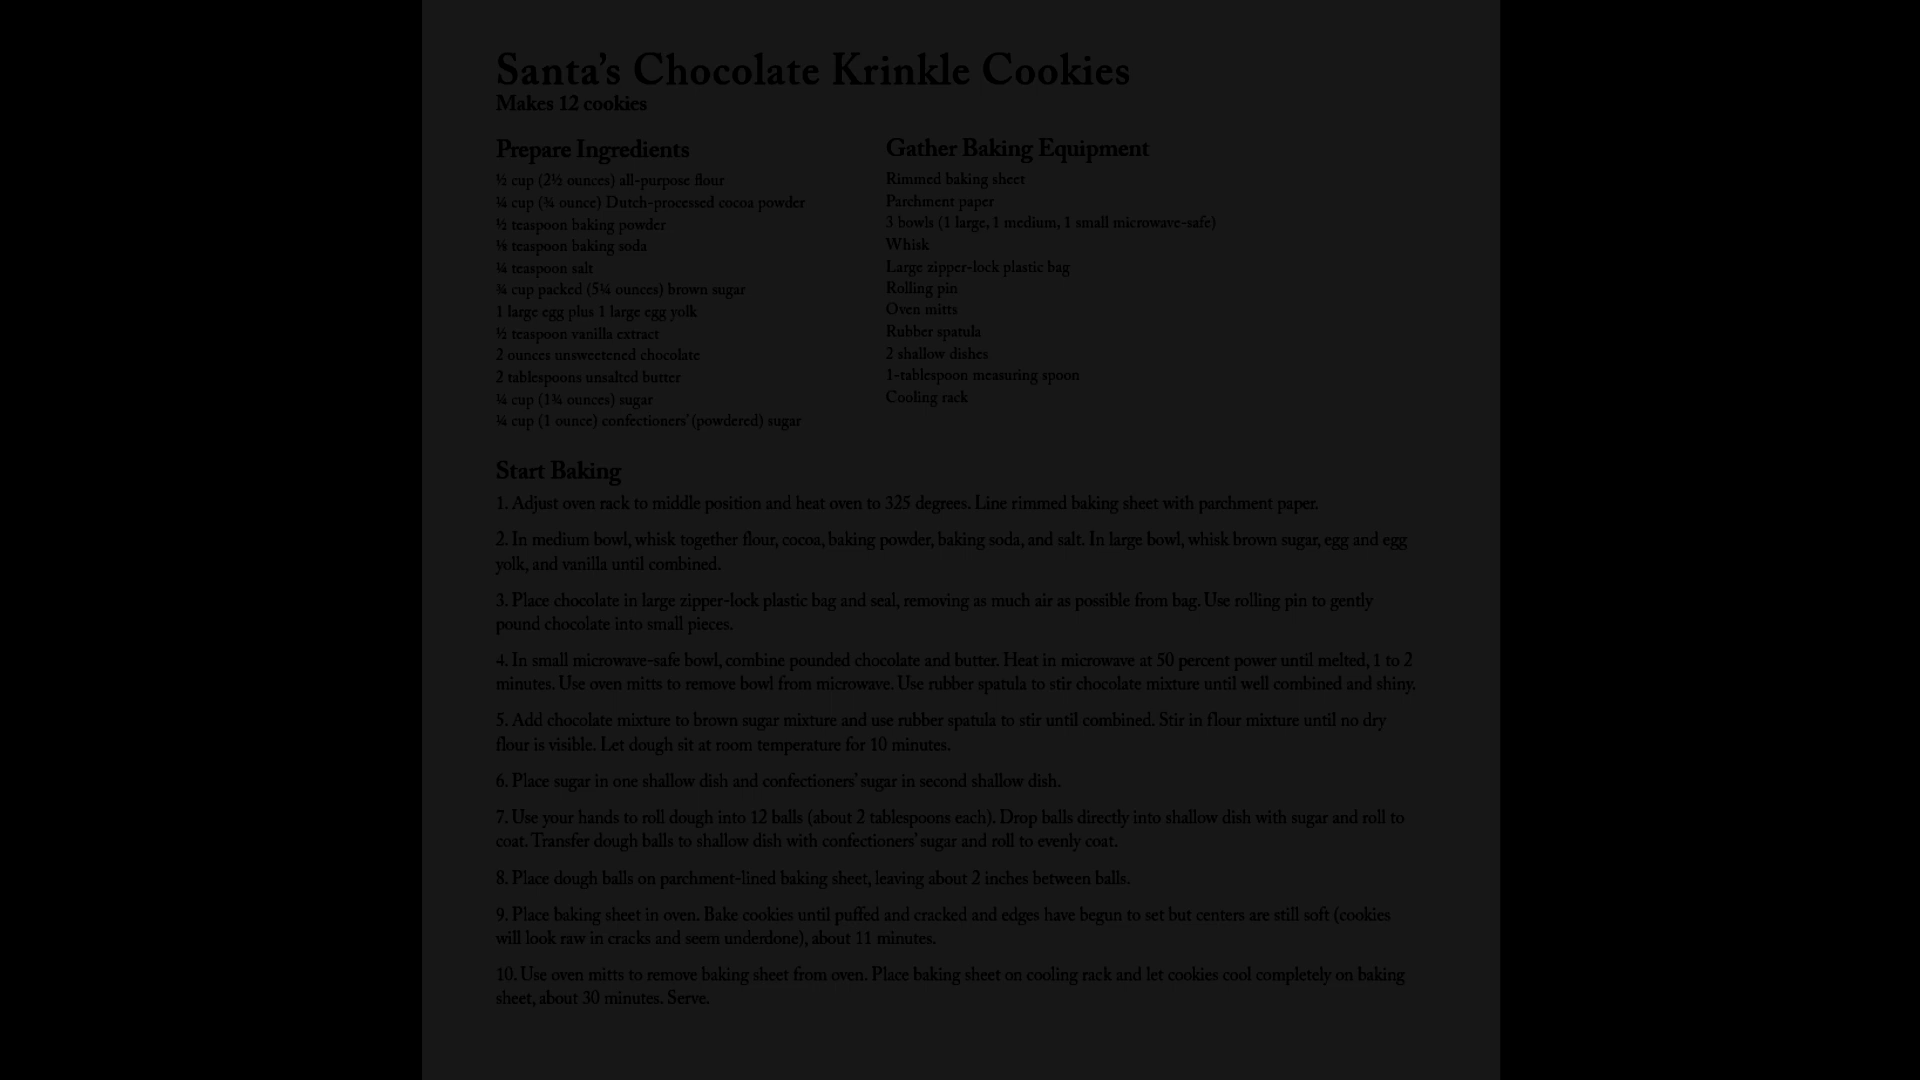 Santa's Chocolate Krinkle Cookies
Makes 12 cookies
Prepare Ingredients
½ cup (2½ ounces) all-purpose flour
¼ cup (¾ ounce) Dutch-processed cocoa powder
½ teaspoon baking powder
⅛ teaspoon baking soda
¼ teaspoon salt
¾ cup packed (5¼ ounces) brown sugar
1 large egg plus 1 large egg yolk
½ teaspoon vanilla extract
2 ounces unsweetened chocolate
2 tablespoons unsalted butter
¼ cup (1¾ ounces) sugar
¼ cup (1 ounce) confectioners' (powdered) sugar
Gather Baking Equipment
Rimmed baking sheet
Parchment paper
3 bowls (1 large, 1 medium, 1 small microwave-safe)
Whisk
Large zipper-lock plastic bag
Rolling pin
Oven mitts
Rubber spatula
2 shallow dishes
1-tablespoon measuring spoon
Cooling rack
Start Baking
1. Adjust oven rack to middle position and heat oven to 325 degrees. Line rimmed baking sheet with parchment paper.
2. In medium bowl, whisk together flour, cocoa, baking powder, baking soda, and salt. In large bowl, whisk brown sugar, egg and egg
yolk, and vanilla until combined.
3. Place chocolate in large zipper-lock plastic bag and seal, removing as much air as possible from bag. Use rolling pin to gently
pound chocolate into small pieces.
4. In small microwave-safe bowl, combine pounded chocolate and butter. Heat in microwave at 50 percent power until melted, 1 to 2
minutes. Use oven mitts to remove bowl from microwave. Use rubber spatula to stir chocolate mixture until well combined and shiny.
5. Add chocolate mixture to brown sugar mixture and use rubber spatula to stir until combined. Stir in flour mixture until no dry
flour is visible. Let dough sit at room temperature for 10 minutes.
6. Place sugar in one shallow dish and confectioners' sugar in second shallow dish.
7. Use your hands to roll dough into 12 balls (about 2 tablespoons each). Drop balls directly into shallow dish with sugar and roll to
coat. Transfer dough balls to shallow dish with confectioners' sugar and roll to evenly coat.
8. Place dough balls on parchment-lined baking sheet, leaving about 2 inches between balls.
9. Place baking sheet in oven. Bake cookies until puffed and cracked and edges have begun to set but centers are still soft (cookies
will look raw in cracks and seem underdone), about 11 minutes.
10. Use oven mitts to remove baking sheet from oven. Place baking sheet on cooling rack and let cookies cool completely on baking
sheet, about 30 minutes. Serve.